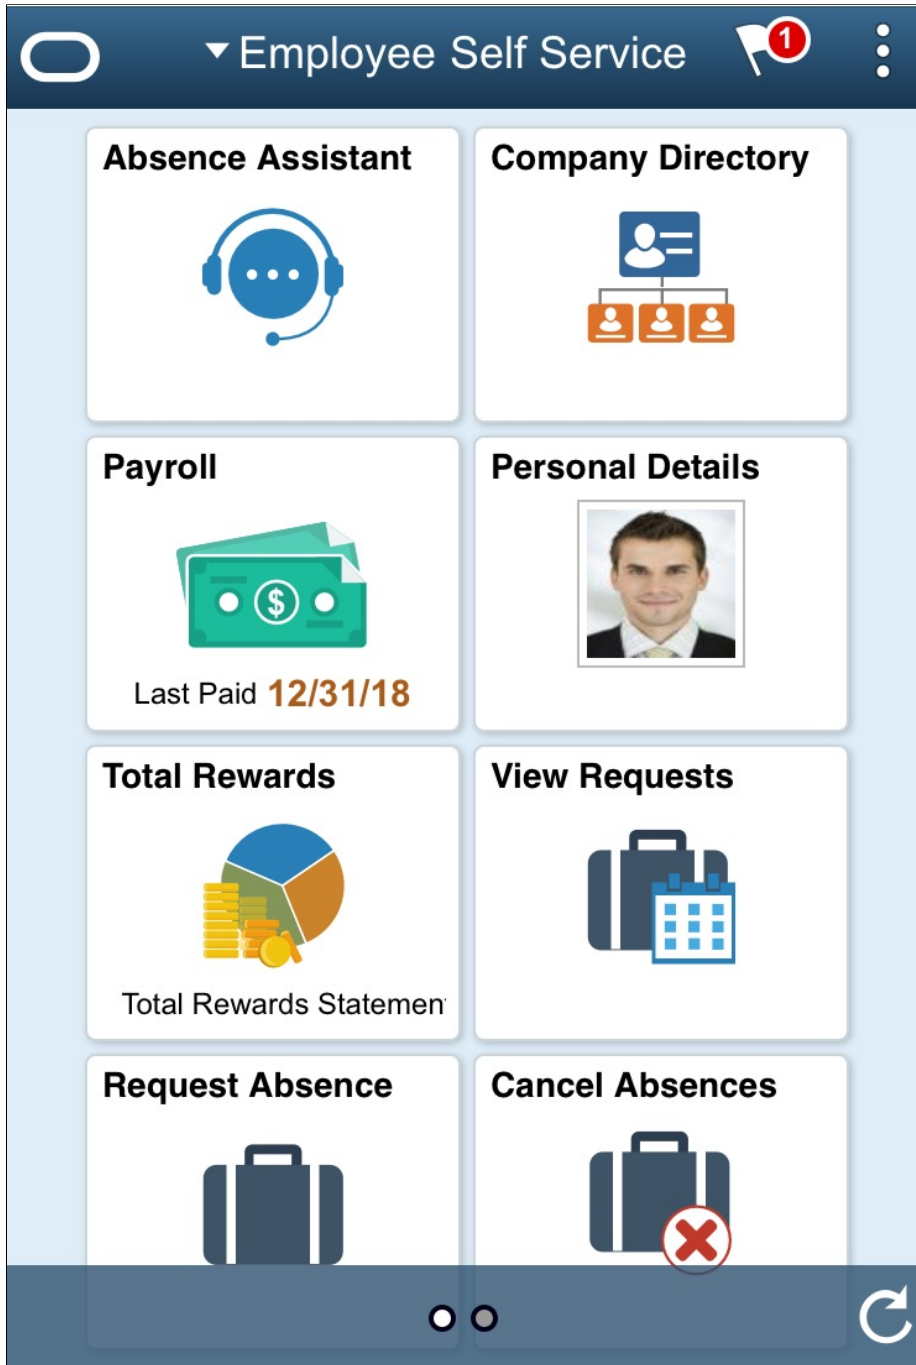 Employee Self Service
1
Absence Assistant
Company Directory
Payroll
$
Last Paid 12/31/18
Personal Details
Total Rewards
Total Rewards Statemen
View Requests
Request Absence
Cancel Absences